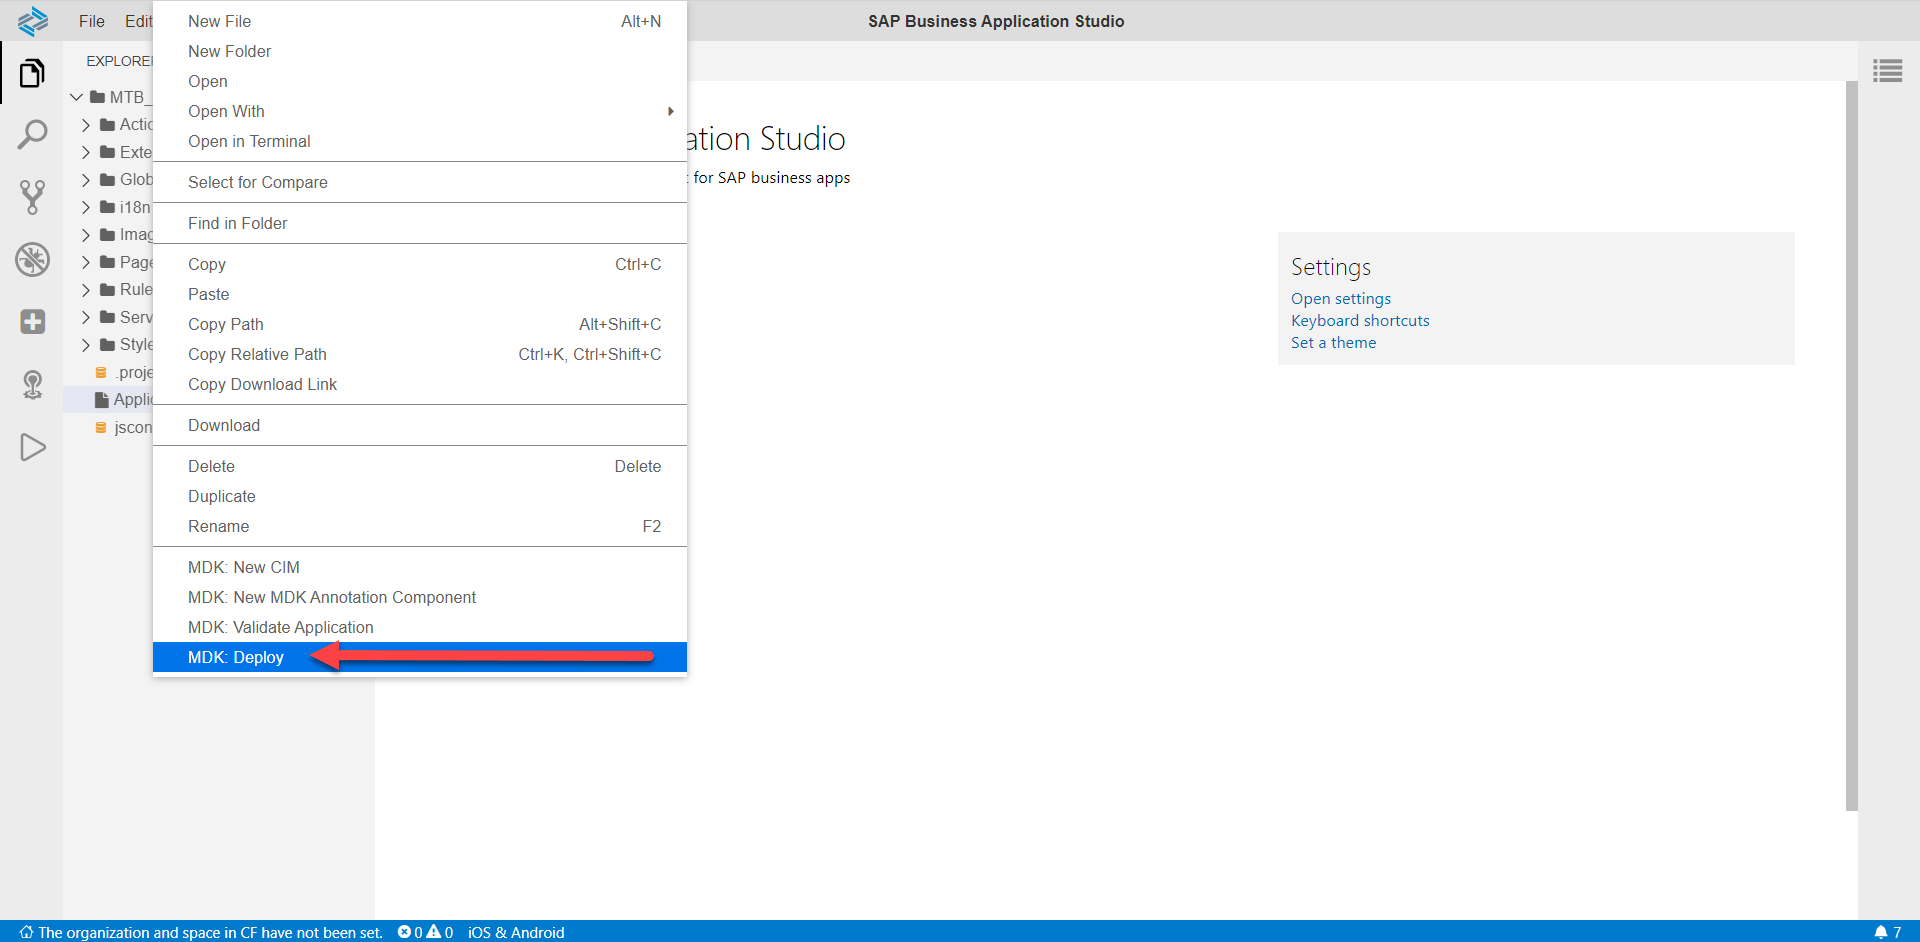 File Edit
SAP Business Application Studio
New File Alt+N
New Folder
Open
Open With
Open in Terminal
Select for Compare
Find in Folder
Copy Ctrl+C
Paste
Copy Path Alt+Shift+C
Copy Relative Path Ctrl+K, Ctrl+Shift+C
Copy Download Link
Download
Delete Delete
Duplicate
Rename F2
MDK: New CIM
MDK: New MDK Annotation Component
MDK: Validate Application
MDK: Deploy
EXPLORE
MTB_
Actio
Exte
Glob
i18n
Imag
Page
Rule
Serv
Style
.proje
Applic
jscon
ation Studio
for SAP business apps
Settings
Open settings
Keyboard shortcuts
Set a theme
The organization and space in CF have not been set. 0 0 iOS & Android 7